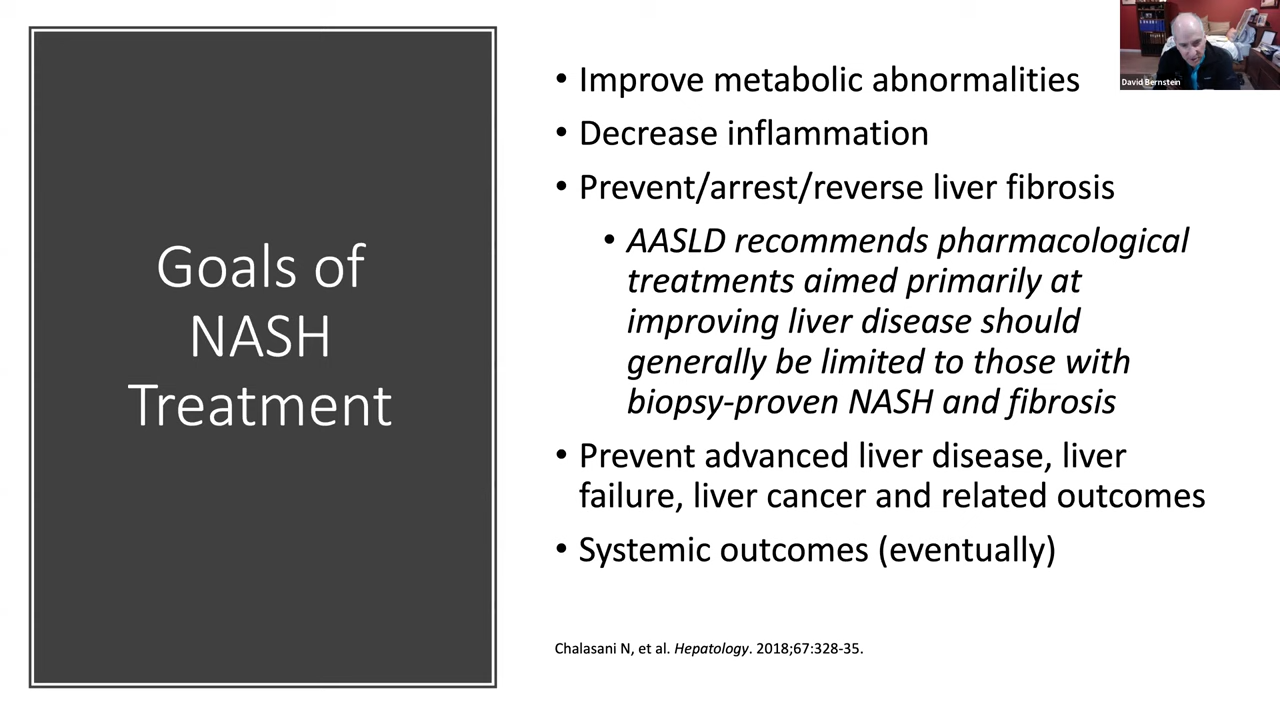 Goals of
NASH
Treatment
• Improve metabolic abnormalities
• Decrease inflammation
• Prevent/arrest/reverse liver fibrosis
• AASLD recommends pharmacological
treatments aimed primarily at
improving liver disease should
generally be limited to those with
biopsy-proven NASH and fibrosis
• Prevent advanced liver disease, liver
failure, liver cancer and related outcomes
• Systemic outcomes (eventually)
Chalasani N, et al. Hepatology. 2018;67:328-35.
David Bernstein